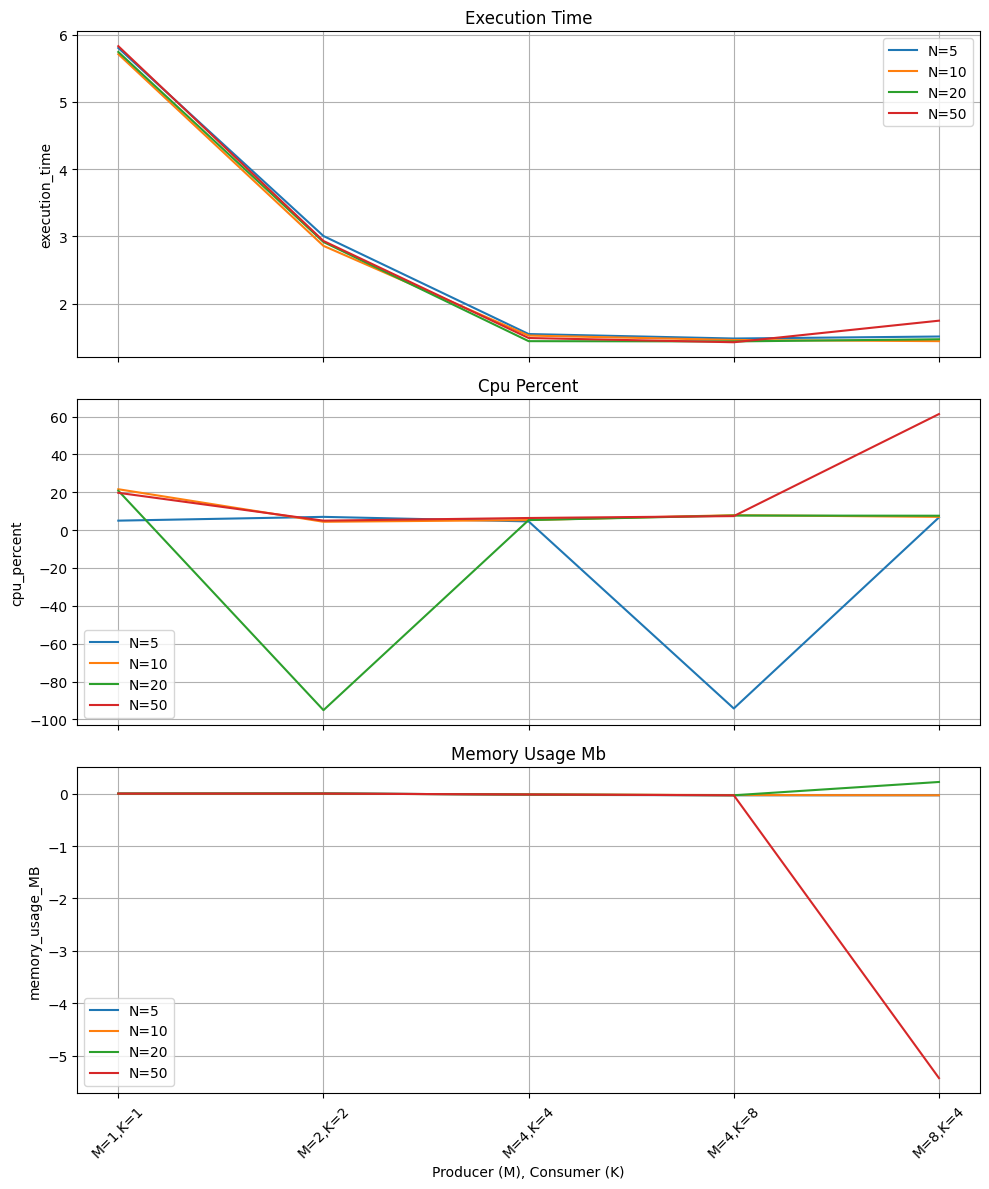 Execution Time
6
5
4
3
2
execution_time
N=5
N=10
N=20
N=50
Cpu Percent
60
40
20
0
−20
−40
−60
−80
−100
cpu_percent
N=5
N=10
N=20
N=50
Memory Usage Mb
0
−1
−2
−3
−4
−5
memory_usage_MB
N=5
N=10
N=20
N=50
M=1,K=1
M=2,K=2
M=4,K=4
M=4,K=8
M=8,K=4
Producer (M), Consumer (K)